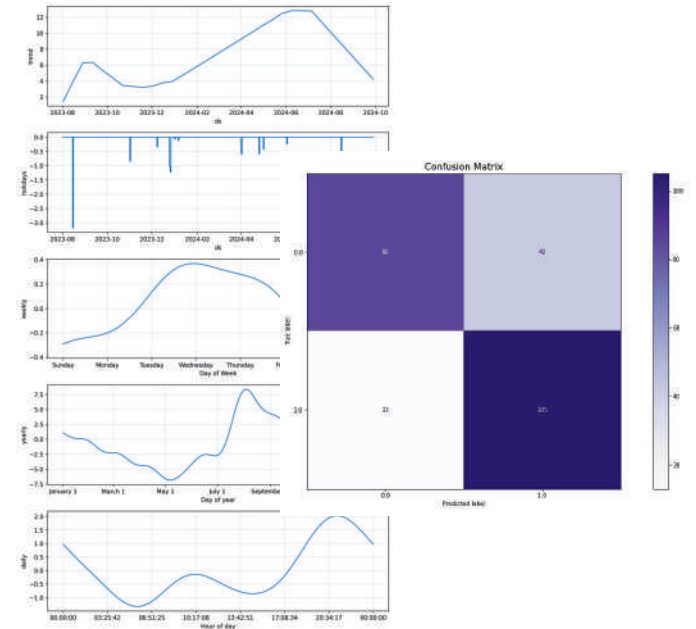 12
10
8
6
4
2
trend
2023-08 2023-10 2023-12 2024-02 2024-04 2024-06 2024-08 2024-10
ds
0.0
−0.5
−1.0
−1.5
−2.0
−2.5
−3.0
holidays
2023-08 2023-10 2023-12 2024-02 2024-04
ds
Confusion Matrix
0.0
42
105
True label
0.0 1.0
Predicted label
100
80
60
40
20
0.4
0.2
0.0
−0.2
−0.4
weekly
Sunday Monday Tuesday Wednesday Thursday
Day of Week
7.5
5.0
2.5
0.0
−2.5
−5.0
−7.5
yearly
January 1 March 1 May 1 July 1 Septembe
Day of year
2.0
1.5
1.0
0.5
0.0
−0.5
−1.0
daily
00:00:00 03:25:42 06:51:25 10:17:08 13:42:51 17:08:34 20:34:17 00:00:00
Hour of day